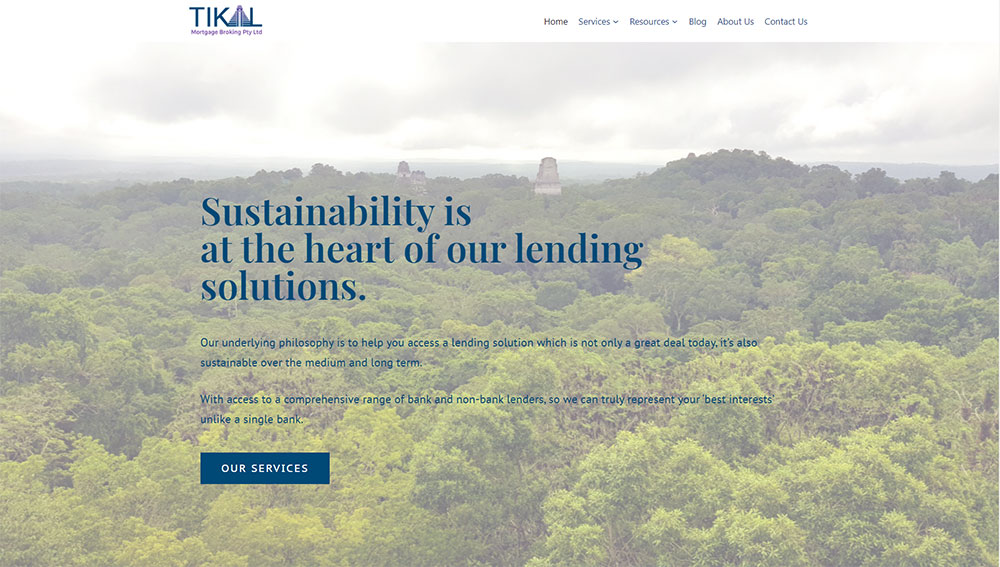 TIKAL
Mortgage Broking Pty Ltd
Home Services Resources Blog About Us Contact Us
Sustainability is
at the heart of our lending
solutions.
Our underlying philosophy is to help you access a lending solution which is not only a great deal today, it's also
sustainable over the medium and long term.
With access to a comprehensive range of bank and non-bank lenders, so we can truly represent your 'best interests'
unlike a single bank.
OUR SERVICES